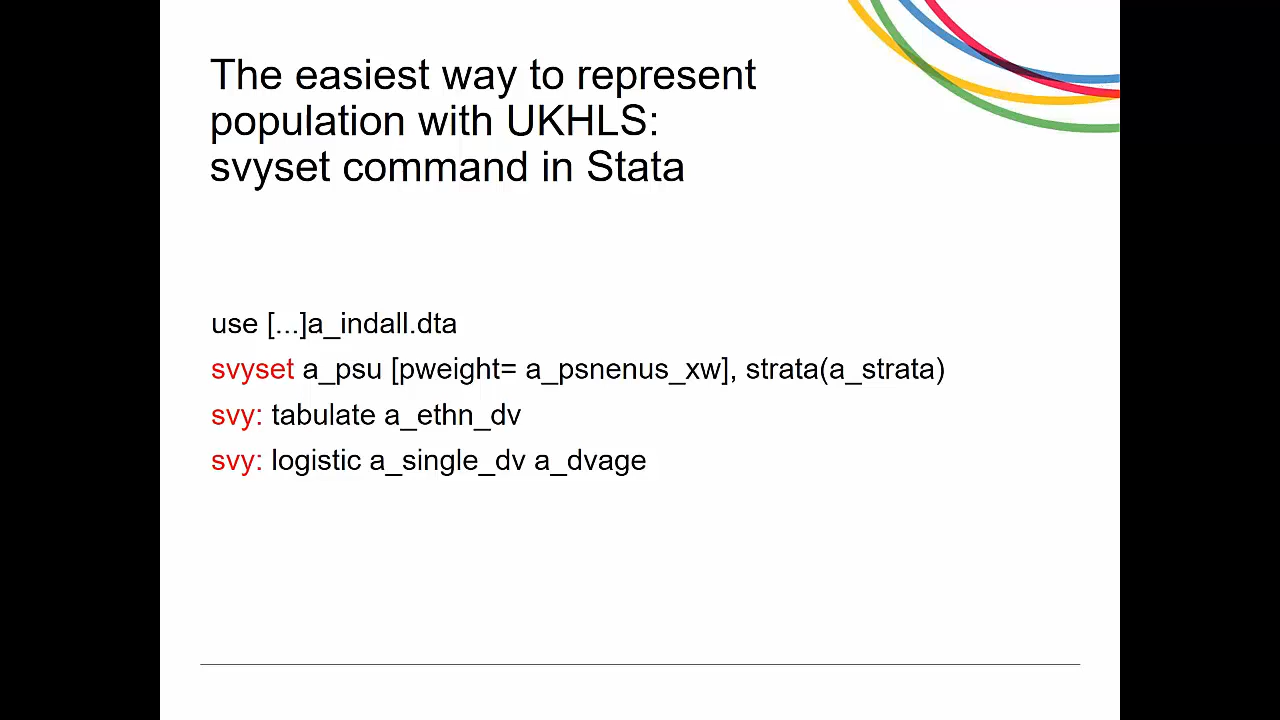 The easiest way to represent
population with UKHLS:
svyset command in Stata
use [...]a_indall.dta
svyset a_psu [pweight= a_psnenus_xw], strata(a_strata)
svy: tabulate a_ethn_dv
svy: logistic a_single_dv a_dvage